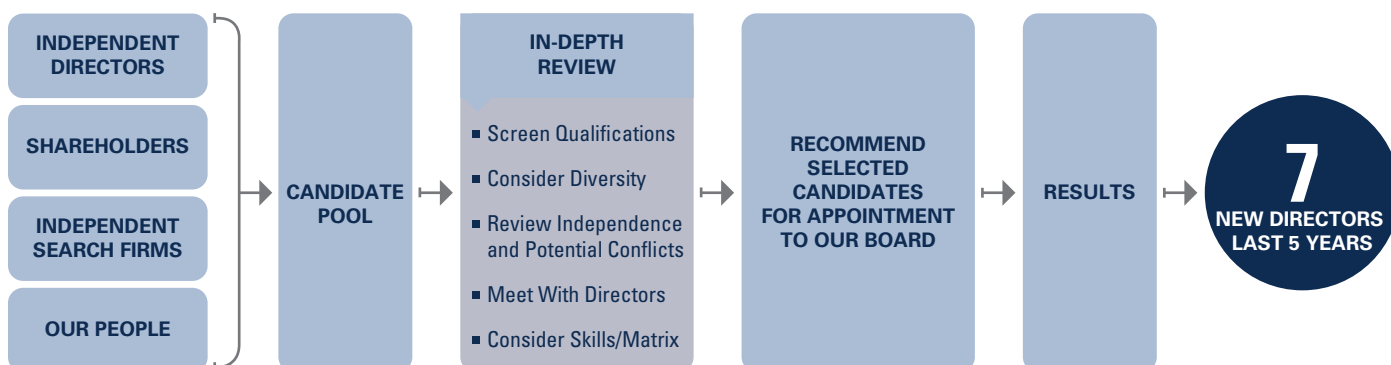 INDEPENDENT
DIRECTORS
SHAREHOLDERS
INDEPENDENT
SEARCH FIRMS
OUR PEOPLE
CANDIDATE
POOL
IN-DEPTH
REVIEW
▪ Screen Qualifications
▪ Consider Diversity
▪ Review Independence
and Potential Conflicts
▪ Meet With Directors
▪ Consider Skills/Matrix
RECOMMEND
SELECTED
CANDIDATES
FOR APPOINTMENT
TO OUR BOARD
RESULTS
7
NEW DIRECTORS
LAST 5 YEARS